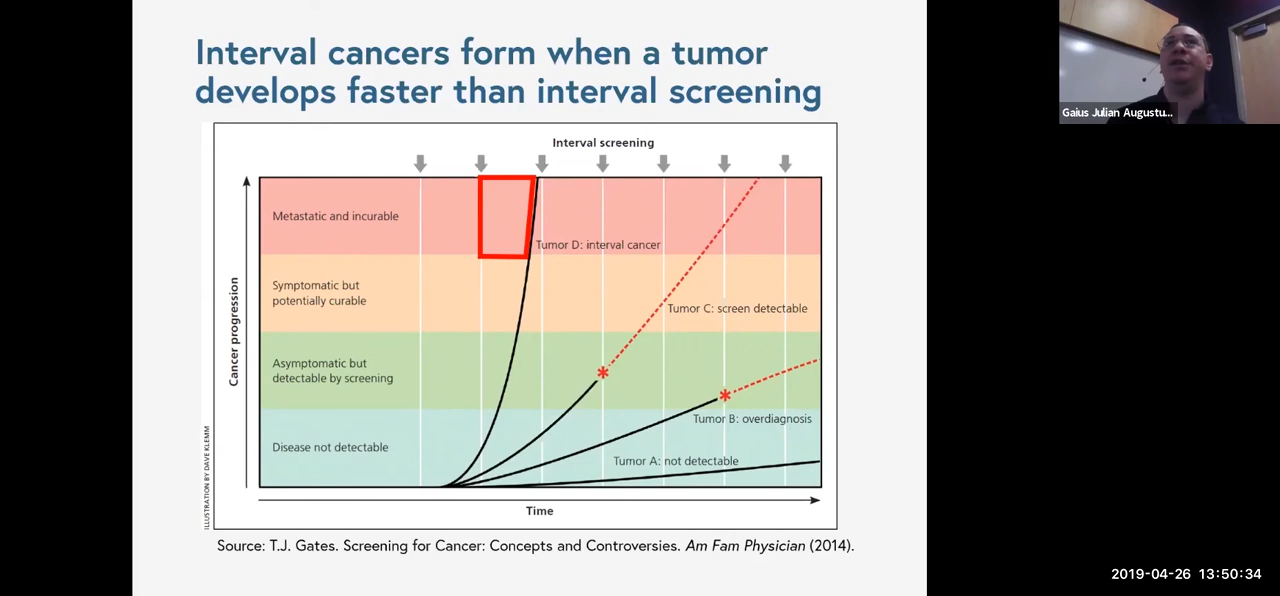 Interval cancers form when a tumor
develops faster than interval screening
Interval screening
Metastatic and incurable
Tumor D: interval cancer
Symptomatic but
potentially curable
Tumor C: screen detectable
Asymptomatic but
detectable by screening
Tumor B: overdiagnosis
Disease not detectable
Tumor A: not detectable
Cancer progression
Time
ILLUSTRATION BY DAVE KLEMM
Source: T.J. Gates. Screening for Cancer: Concepts and Controversies. Am Fam Physician (2014).
Gaius Julian Augustu...
2019-04-26 13:50:34